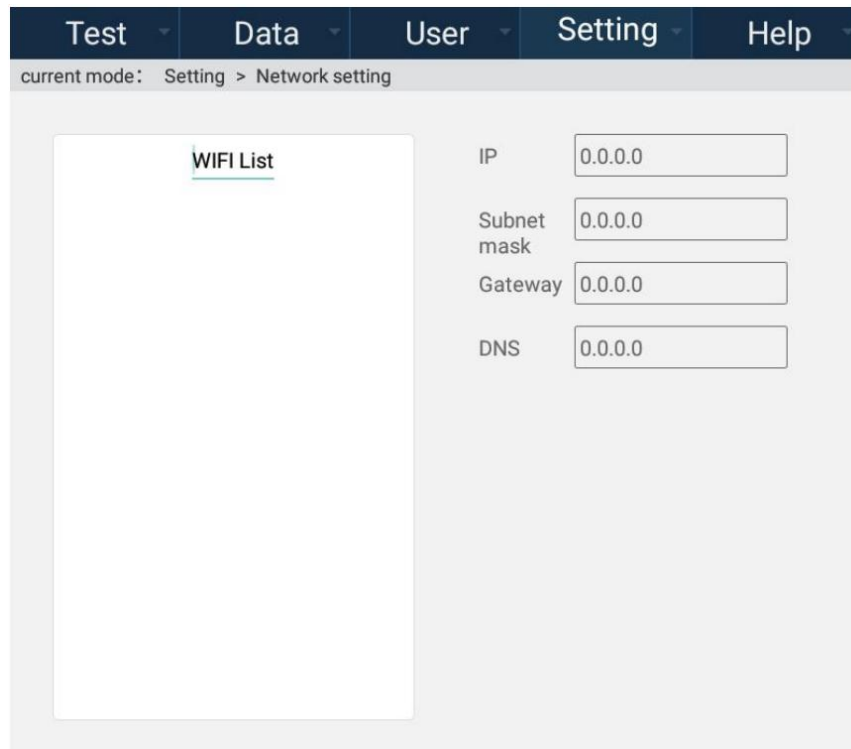 Test Data User Setting Help
current mode： Setting > Network setting
WIFI List
IP 0.0.0.0
Subnet mask 0.0.0.0
Gateway 0.0.0.0
DNS 0.0.0.0